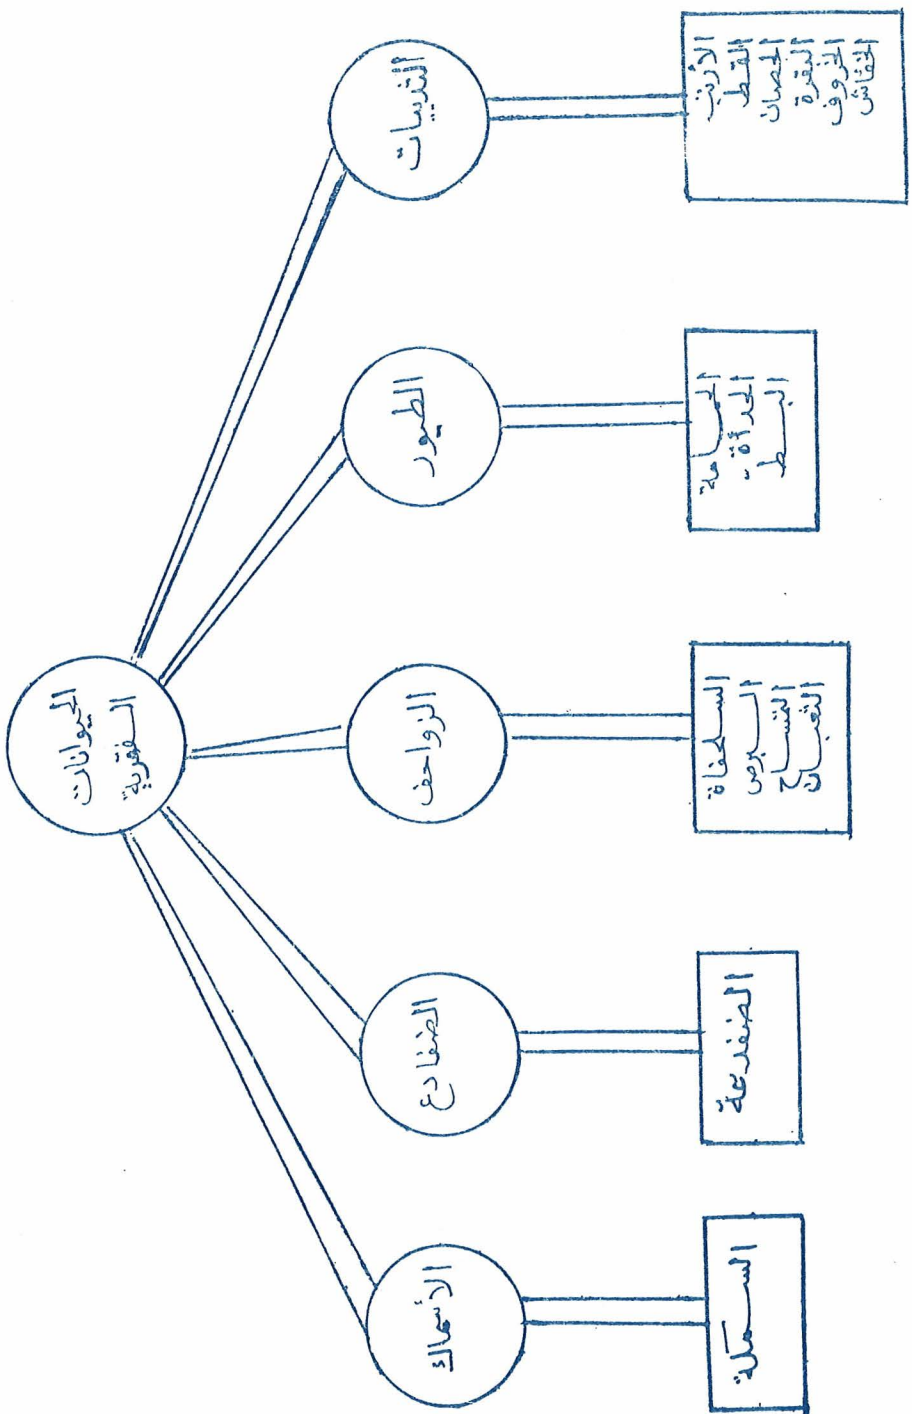 الحيوانات
الفقرية
الثدييات
الطيور
الزواحف
الضفادع
الأسماك
الأرنب
القط
الحصان
البقرة
الخروف
الخفاش
الحمامة
الحدأة
البط
السلحفاة
البرص
التمساح
الثعبان
الضفدعة
السمكة